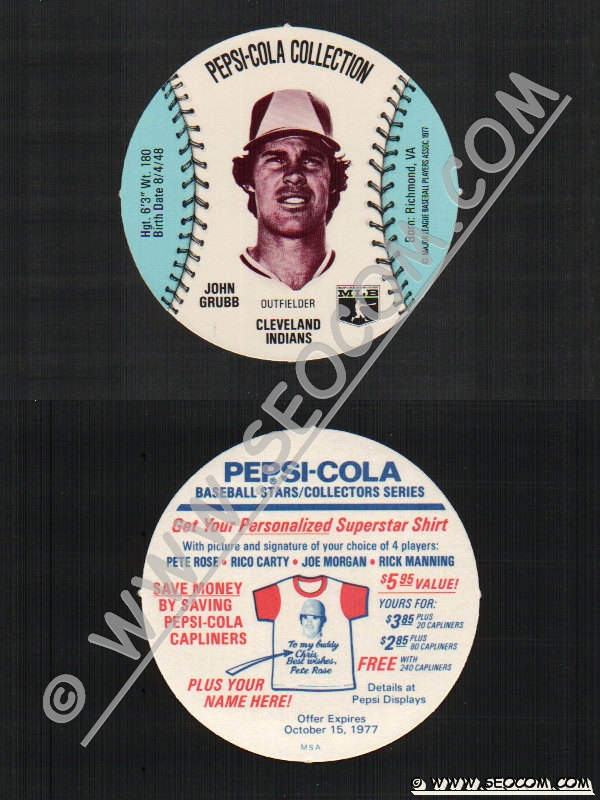 PEPSI-COLA COLLECTION
Hgt. 6'3" Wt. 180
Birth Date 8/4/48
Born: Richmond, VA
© MAJOR LEAGUE BASEBALL PLAYERS ASSOC. 1977
JOHN
GRUBB
OUTFIELDER
MLB
CLEVELAND
INDIANS
© WWW.SEOCOM.COM
PEPSI-COLA
BASEBALL STARS/COLLECTORS SERIES
Get Your Personalized Superstar Shirt
With picture and signature of your choice of 4 players:
PETE ROSE • RICO CARTY • JOE MORGAN • RICK MANNING
SAVE MONEY
BY SAVING
PEPSI-COLA
CAPLINERS
$5.95 VALUE!
YOURS FOR:
$3.85 PLUS 20 CAPLINERS
$2.85 PLUS 80 CAPLINERS
FREE WITH 240 CAPLINERS
To my buddy
Chris
Best wishes,
Pete Rose
PLUS YOUR
NAME HERE!
Details at
Pepsi Displays
Offer Expires
October 15, 1977
MSA
© WWW.SEOCOM.COM